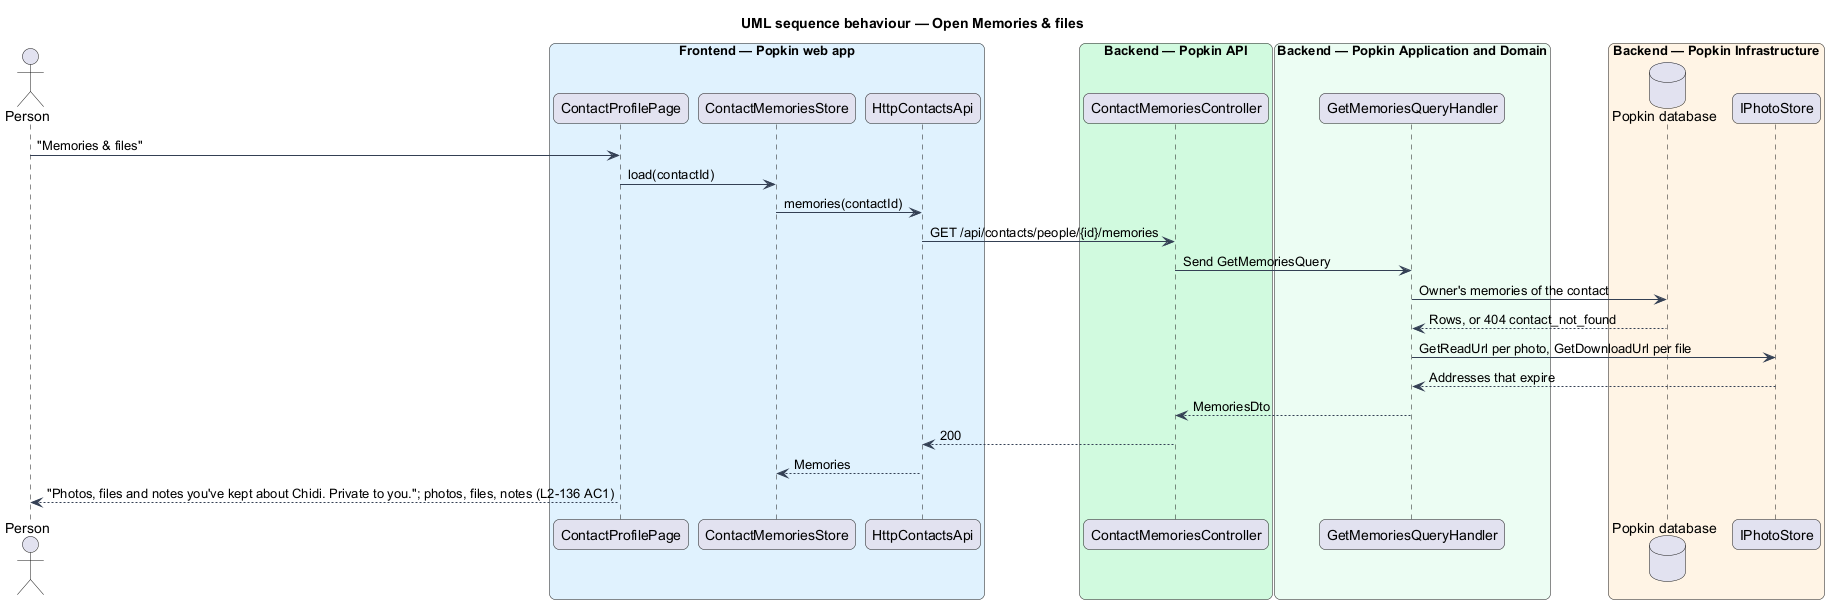 UML sequence behaviour — Open Memories & files
Frontend — Popkin web app
Backend — Popkin API
Backend — Popkin Application and Domain
Backend — Popkin Infrastructure
Person
ContactProfilePage
ContactMemoriesStore
HttpContactsApi
ContactMemoriesController
GetMemoriesQueryHandler
Popkin database
IPhotoStore
"Memories & files"
load(contactId)
memories(contactId)
GET /api/contacts/people/{id}/memories
Send GetMemoriesQuery
Owner's memories of the contact
Rows, or 404 contact_not_found
GetReadUrl per photo, GetDownloadUrl per file
Addresses that expire
MemoriesDto
200
Memories
"Photos, files and notes you've kept about Chidi. Private to you."; photos, files, notes (L2-136 AC1)
Person
ContactProfilePage
ContactMemoriesStore
HttpContactsApi
ContactMemoriesController
GetMemoriesQueryHandler
Popkin database
IPhotoStore